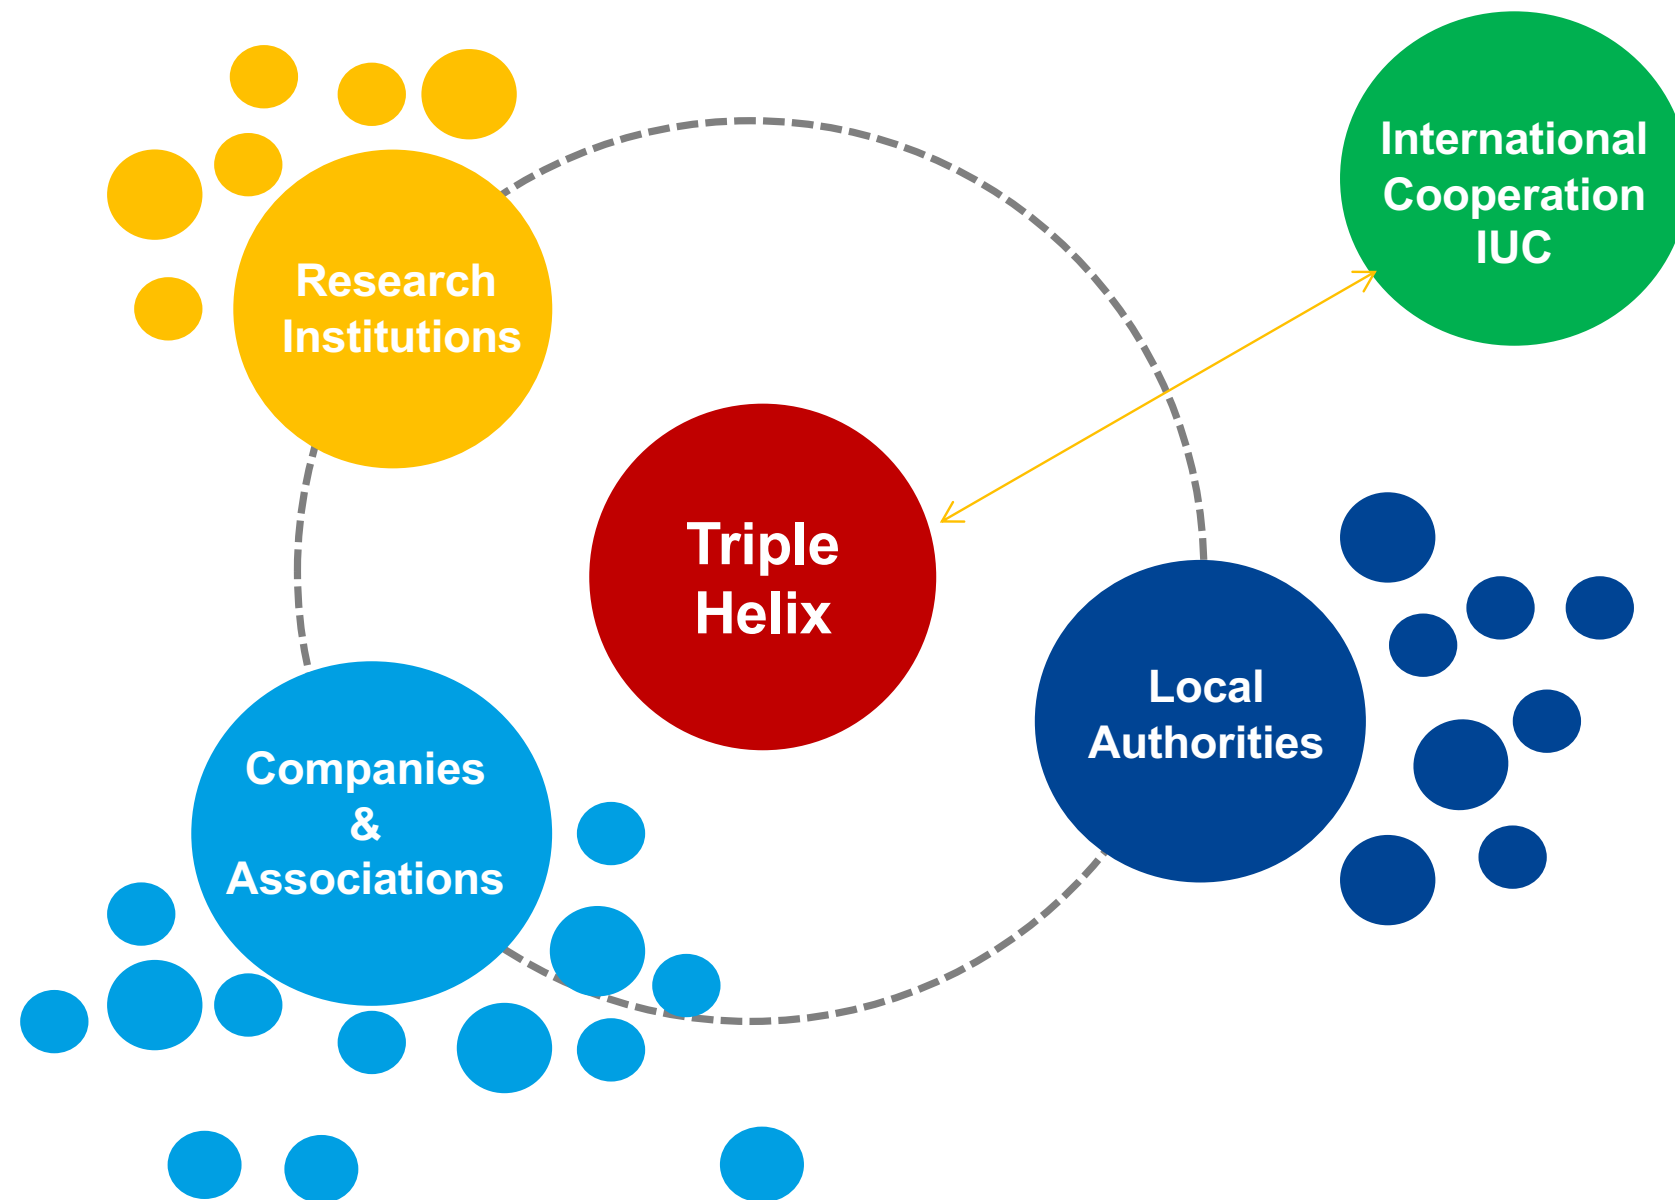 International
Cooperation
IUC
Research
Institutions
Triple
Helix
Local
Authorities
Companies
&
Associations